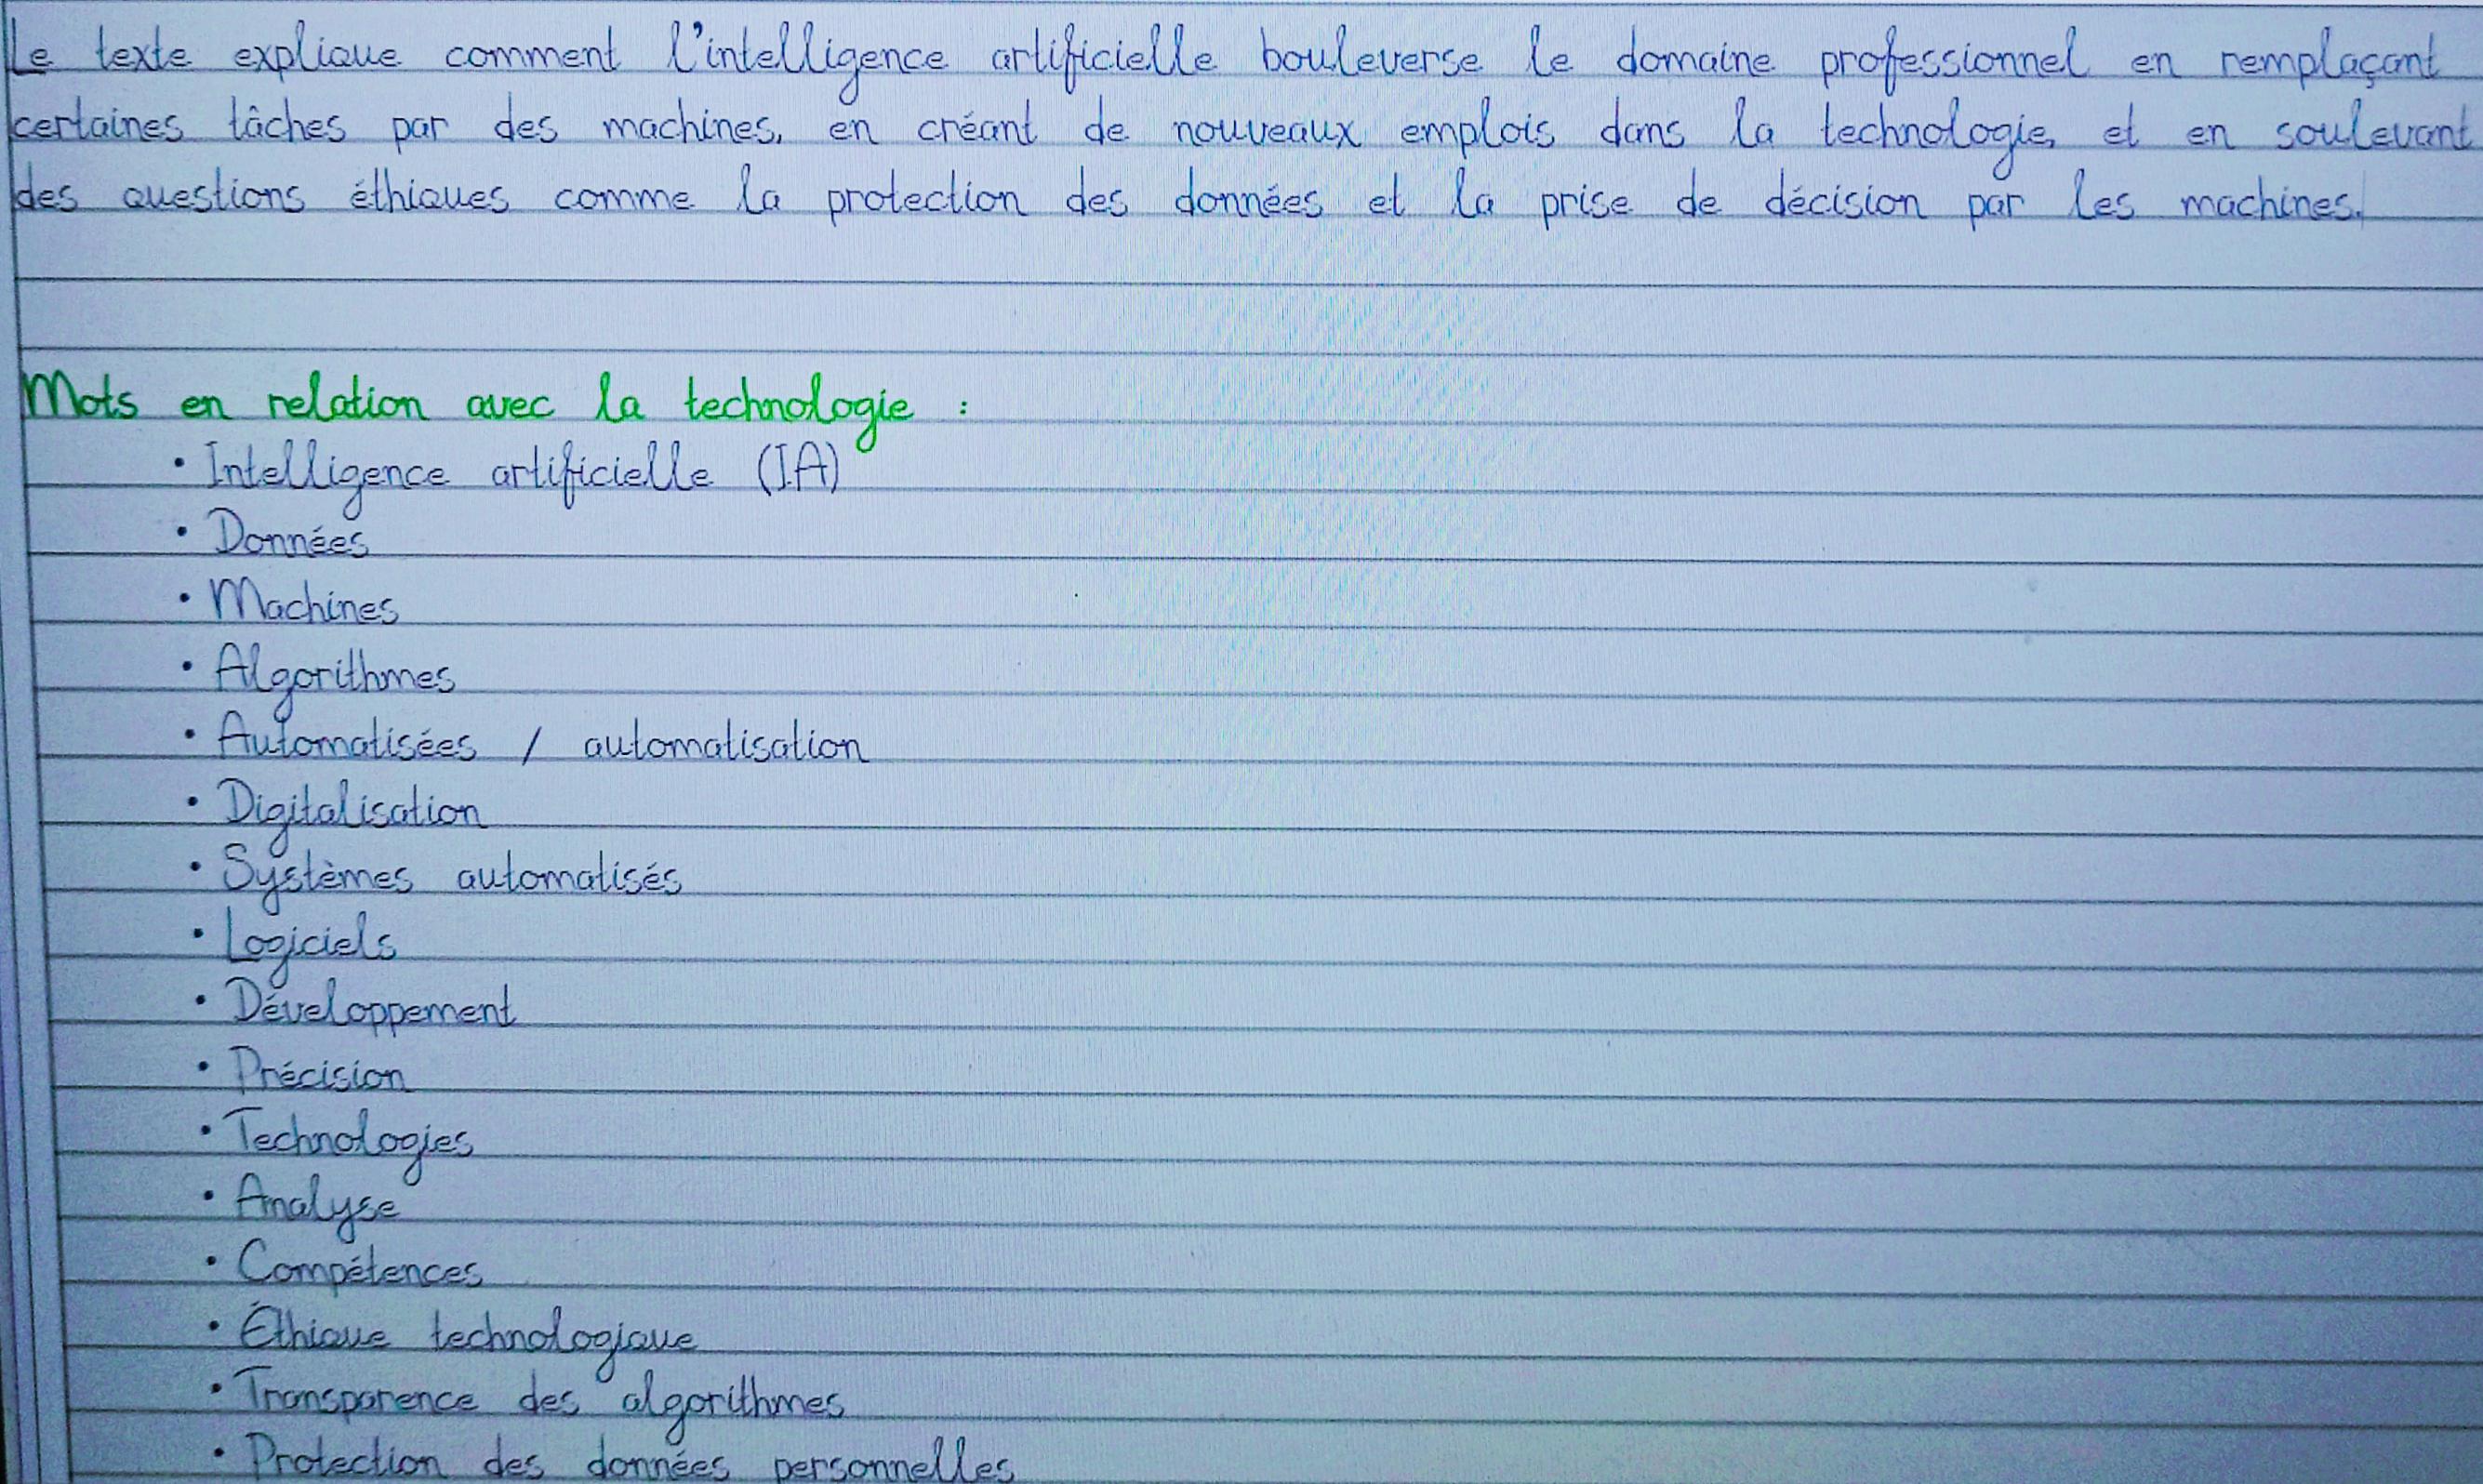 Le texte explique comment l'intelligence artificielle bouleverse le domaine professionnel en remplaçant
certaines tâches par des machines, en créant de nouveaux emplois dans la technologie, et en soulevant
des questions éthiques comme la protection des données et la prise de décision par les machines.
Mots en relation avec la technologie :
• Intelligence artificielle (IA)
• Données
• Machines
• Algorithmes
• Automatisées / automatisation
• Digitalisation
• Systèmes automatisés
• Logiciels
• Développement
• Précision
• Technologies
• Analyse
• Compétences
• Éthique technologique
• Transparence des algorithmes
• Protection des données personnelles